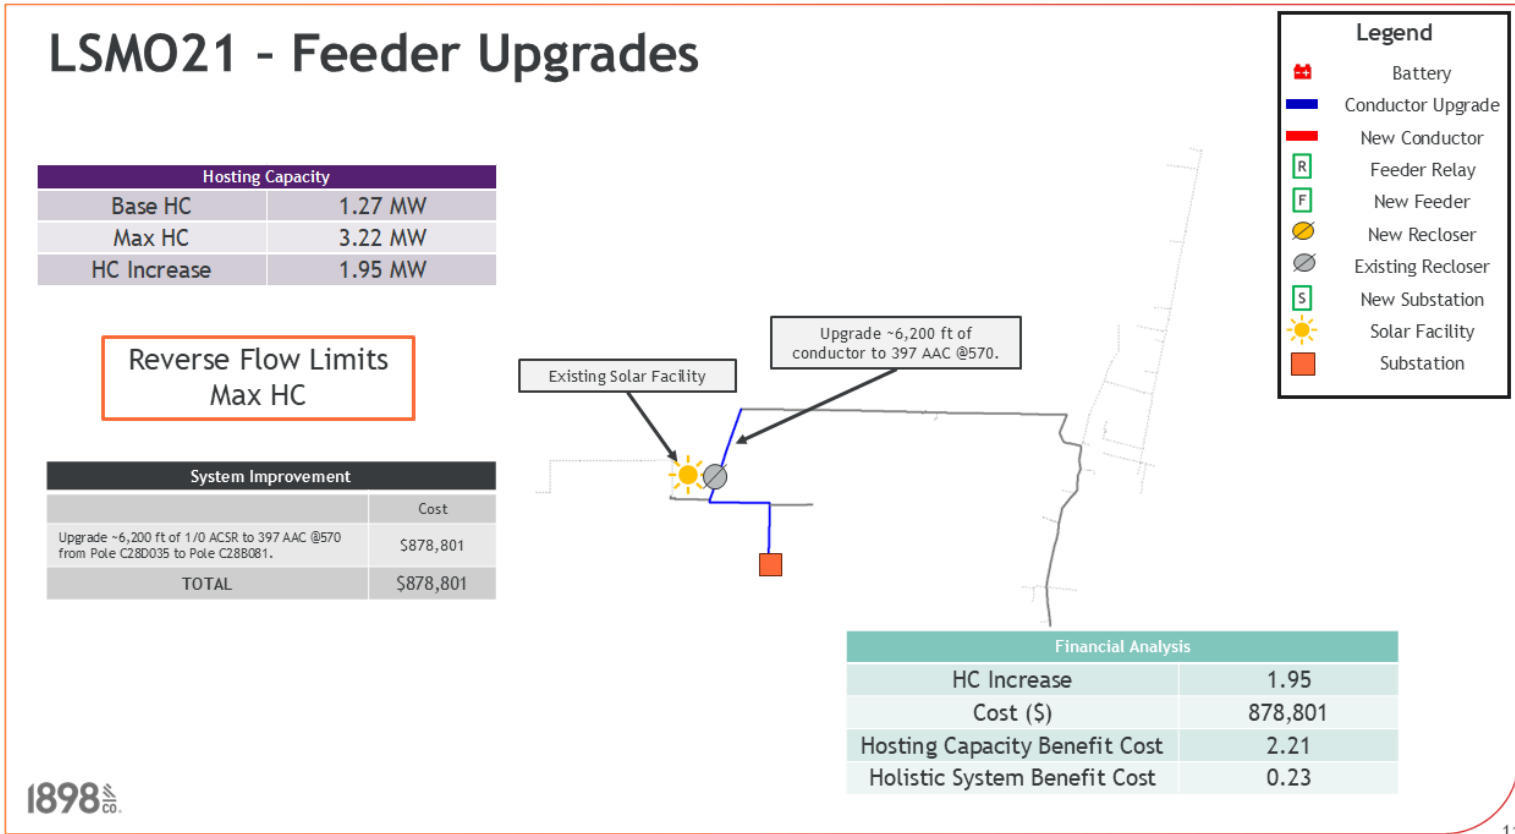 LSMO21 – Feeder Upgrades
Hosting Capacity
Base HC 1.27 MW
Max HC 3.22 MW
HC Increase 1.95 MW
Reverse Flow Limits
Max HC
System Improvement
Cost
Upgrade ~6,200 ft of 1/0 ACSR to 397 AAC @570
from Pole C28D035 to Pole C28B081.
$878,801
TOTAL $878,801
Existing Solar Facility
Upgrade ~6,200 ft of
conductor to 397 AAC @570.
Legend
Battery
Conductor Upgrade
New Conductor
R Feeder Relay
F New Feeder
New Recloser
Existing Recloser
S New Substation
Solar Facility
Substation
Financial Analysis
HC Increase 1.95
Cost ($) 878,801
Hosting Capacity Benefit Cost 2.21
Holistic System Benefit Cost 0.23
1898 & CO.